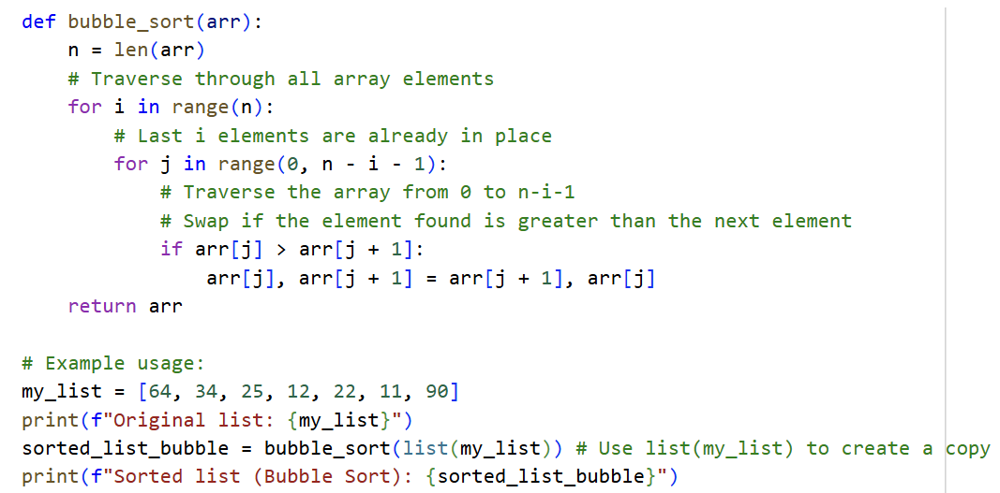 def bubble_sort(arr):
    n = len(arr)
    # Traverse through all array elements
    for i in range(n):
        # Last i elements are already in place
        for j in range(0, n - i - 1):
            # Traverse the array from 0 to n-i-1
            # Swap if the element found is greater than the next element
            if arr[j] > arr[j + 1]:
                arr[j], arr[j + 1] = arr[j + 1], arr[j]
    return arr

# Example usage:
my_list = [64, 34, 25, 12, 22, 11, 90]
print(f"Original list: {my_list}")
sorted_list_bubble = bubble_sort(list(my_list)) # Use list(my_list) to create a copy
print(f"Sorted list (Bubble Sort): {sorted_list_bubble}")